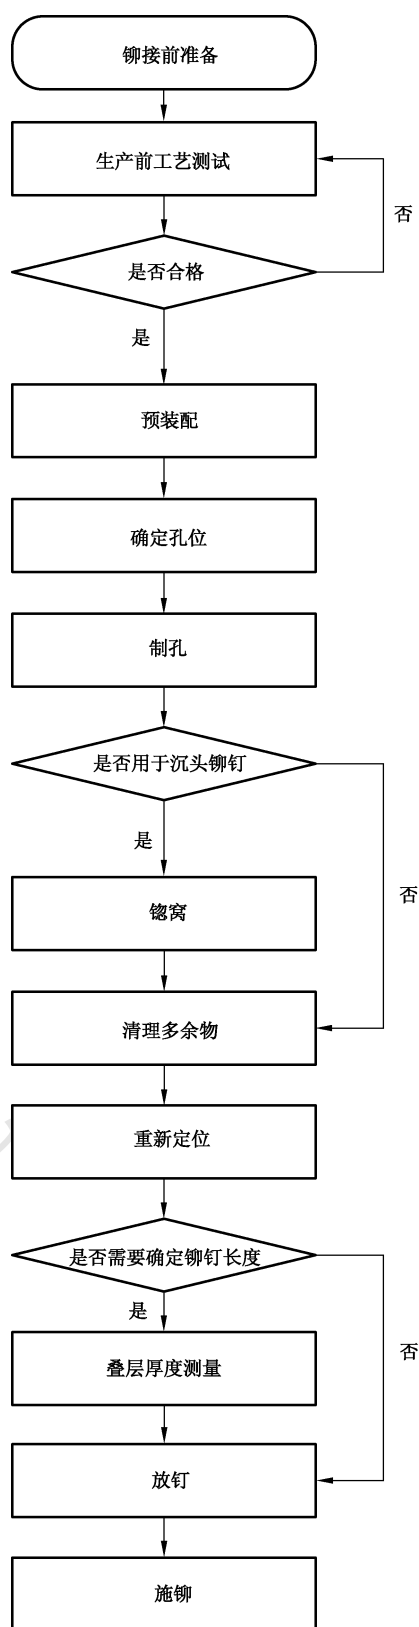 铆接前准备
生产前工艺测试
否
是否合格
是
预装配
确定孔位
制孔
是否用于沉头铆钉
是
否
锪窝
清理多余物
重新定位
是否需要确定铆钉长度
是
否
叠层厚度测量
放钉
施铆